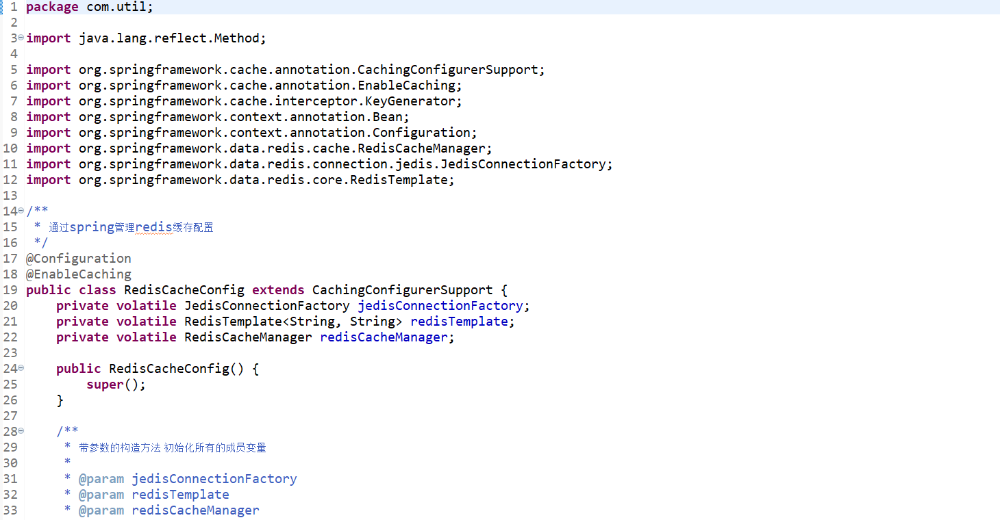 1 package com.util;
2
3 import java.lang.reflect.Method;
4
5 import org.springframework.cache.annotation.CachingConfigurerSupport;
6 import org.springframework.cache.annotation.EnableCaching;
7 import org.springframework.cache.interceptor.KeyGenerator;
8 import org.springframework.context.annotation.Bean;
9 import org.springframework.context.annotation.Configuration;
10 import org.springframework.data.redis.cache.RedisCacheManager;
11 import org.springframework.data.redis.connection.jedis.JedisConnectionFactory;
12 import org.springframework.data.redis.core.RedisTemplate;
13
14 /**
15  * 通过spring管理redis缓存配置
16  */
17 @Configuration
18 @EnableCaching
19 public class RedisCacheConfig extends CachingConfigurerSupport {
20     private volatile JedisConnectionFactory jedisConnectionFactory;
21     private volatile RedisTemplate<String, String> redisTemplate;
22     private volatile RedisCacheManager redisCacheManager;
23
24     public RedisCacheConfig() {
25         super();
26     }
27
28     /**
29      * 带参数的构造方法 初始化所有的成员变量
30      *
31      * @param jedisConnectionFactory
32      * @param redisTemplate
33      * @param redisCacheManager